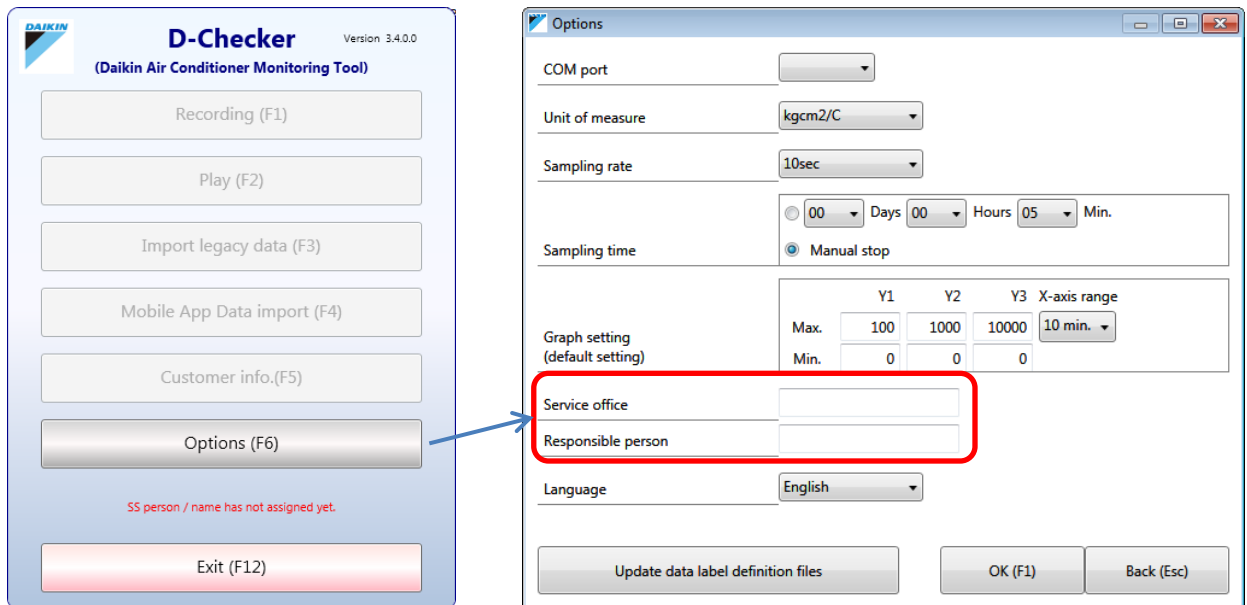 DAIKIN
D-Checker
Version 3.4.0.0
(Daikin Air Conditioner Monitoring Tool)
Recording (F1)
Play (F2)
Import legacy data (F3)
Mobile App Data import (F4)
Customer info.(F5)
Options (F6)
SS person / name has not assigned yet.
Exit (F12)
Options
COM port
Unit of measure kgcm2/C
Sampling rate 10sec
00 Days 00 Hours 05 Min.
Sampling time Manual stop
Y1 Y2 Y3 X-axis range
Max. 100 1000 10000 10 min.
Graph setting
(default setting) Min. 0 0 0
Service office
Responsible person
Language English
Update data label definition files OK (F1) Back (Esc)